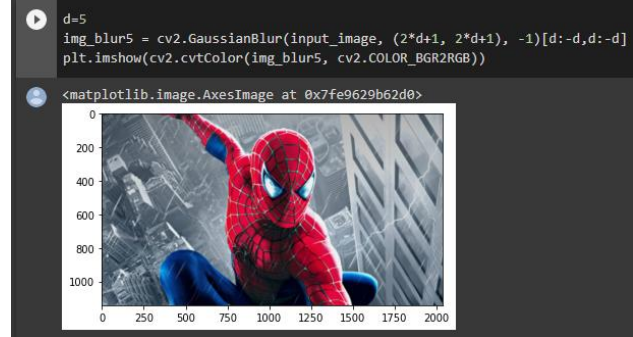 d=5
img_blur5 = cv2.GaussianBlur(input_image, (2*d+1, 2*d+1), -1)[d:-d,d:-d]
plt.imshow(cv2.cvtColor(img_blur5, cv2.COLOR_BGR2RGB))
<matplotlib.image.AxesImage at 0x7fe9629b62d0>
0
200
400
600
800
1000
0 250 500 750 1000 1250 1500 1750 2000